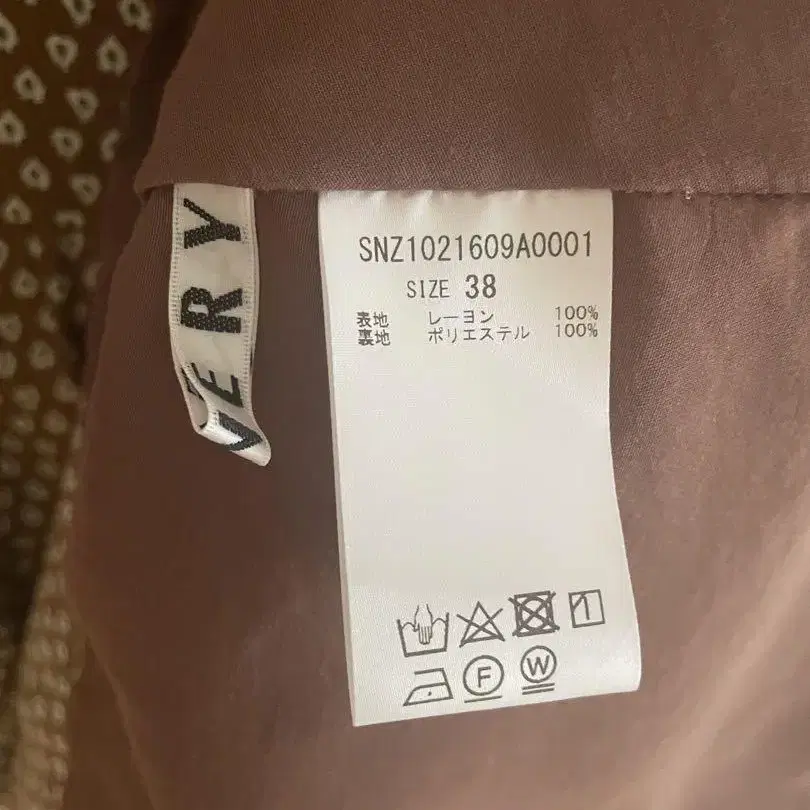 VERY
SNZ1021609A0001
SIZE 38
表地 レーヨン 100%
裏地 ポリエステル 100%
F W